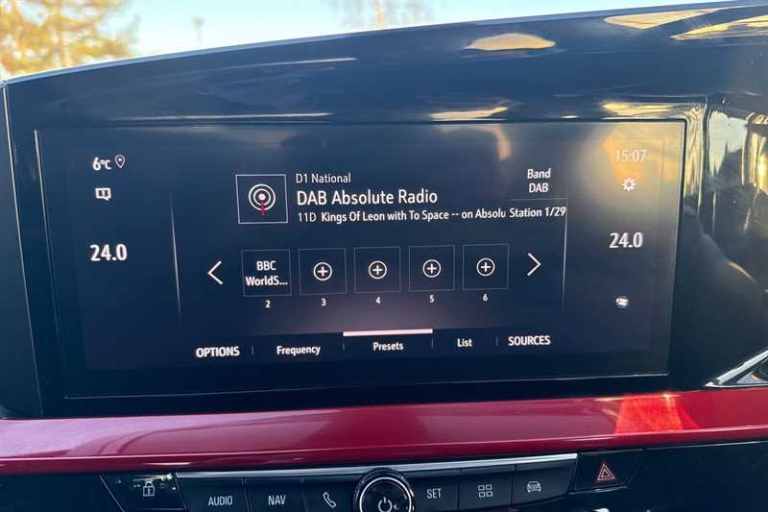 6°C
15:07
D1 National
Band
DAB Absolute Radio
DAB
11D Kings Of Leon with To Space -- on Absolu Station 1/29
24.0
24.0
BBC
WorldS...
2
3
4
5
6
OPTIONS
Frequency
Presets
List
SOURCES
AUDIO
NAV
SET